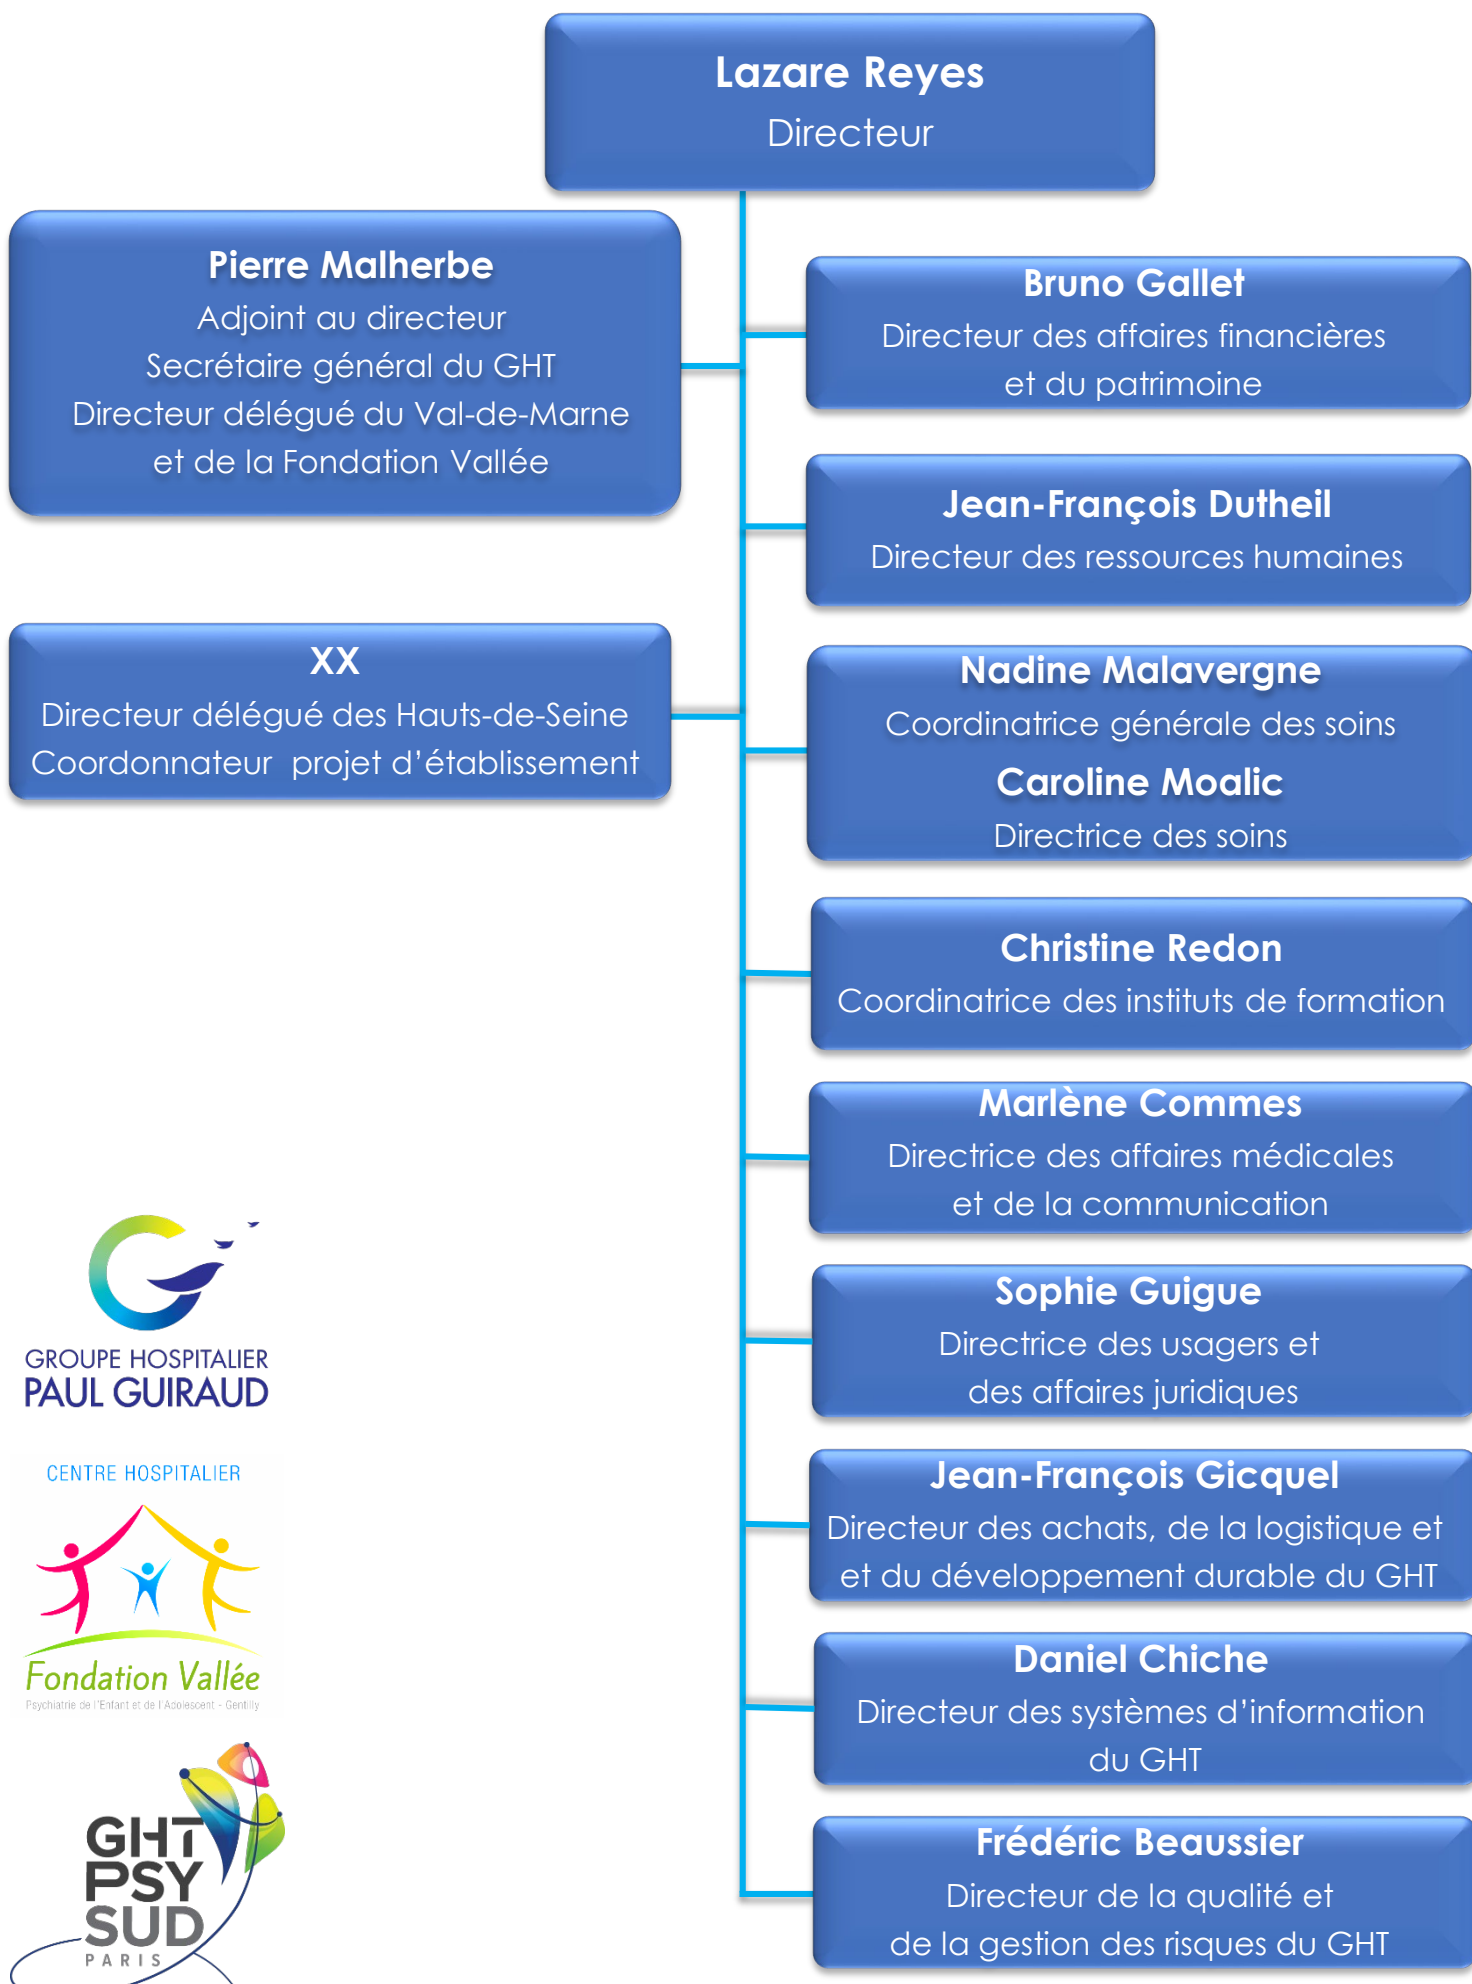 Lazare Reyes
Directeur
Pierre Malherbe
Adjoint au directeur
Secrétaire général du GHT
Directeur délégué du Val-de-Marne
et de la Fondation Vallée
XX
Directeur délégué des Hauts-de-Seine
Coordonnateur projet d'établissement
Bruno Gallet
Directeur des affaires financières
et du patrimoine
Jean-François Dutheil
Directeur des ressources humaines
Nadine Malavergne
Coordinatrice générale des soins
Caroline Moalic
Directrice des soins
Christine Redon
Coordinatrice des instituts de formation
Marlène Commes
Directrice des affaires médicales
et de la communication
Sophie Guigue
Directrice des usagers et
des affaires juridiques
Jean-François Gicquel
Directeur des achats, de la logistique et
et du développement durable du GHT
Daniel Chiche
Directeur des systèmes d'information
du GHT
Frédéric Beaussier
Directeur de la qualité et
de la gestion des risques du GHT
GROUPE HOSPITALIER
PAUL GUIRAUD
CENTRE HOSPITALIER
Fondation Vallée
Psychiatrie de l'Enfant et de l'Adolescent - Gentilly
GHT
PSY
SUD
PARIS